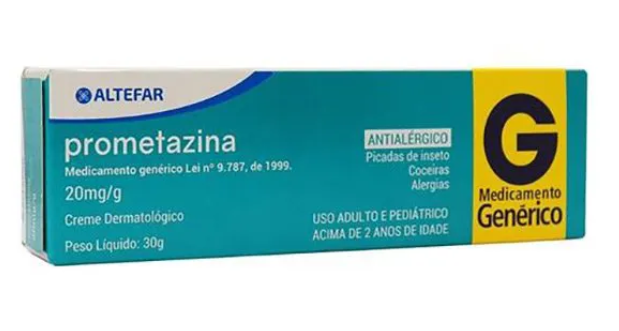 ALTEFAR
prometazina
Medicamento genérico Lei nº 9.787, de 1999.
20mg/g
Creme Dermatológico
Peso Líquido: 30g
ANTIALÉRGICO
Picadas de inseto
Coceiras
Alergias
USO ADULTO E PEDIÁTRICO
ACIMA DE 2 ANOS DE IDADE
G
Medicamento
Genérico